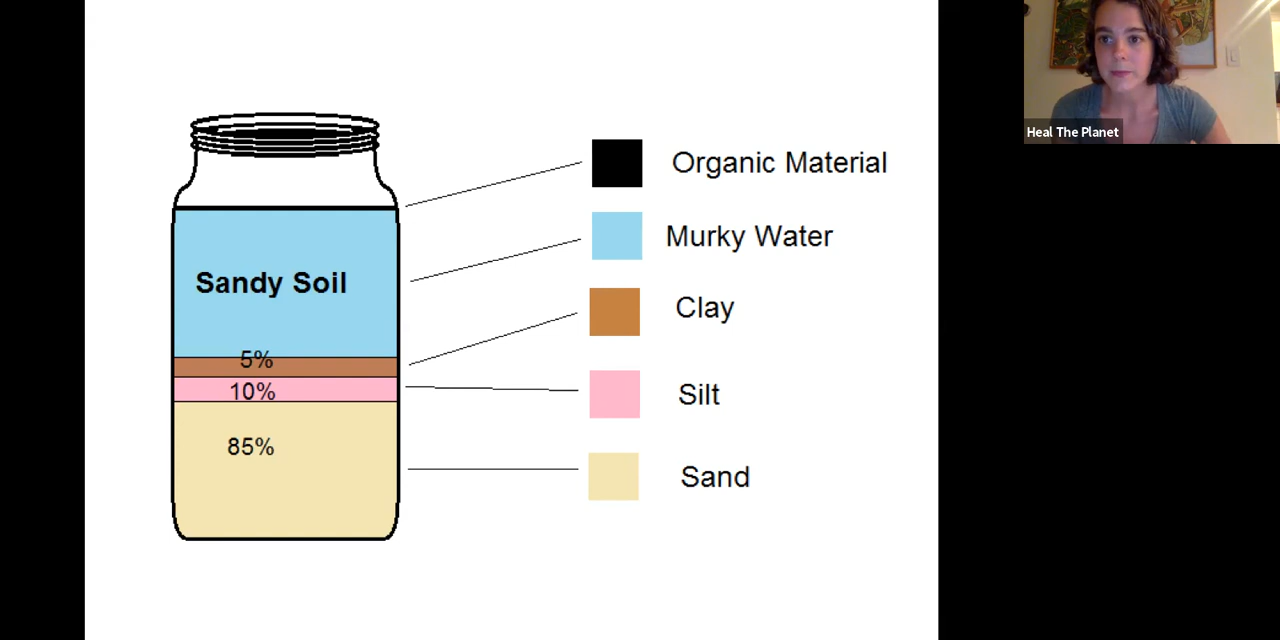 Heal The Planet
Organic Material
Murky Water
Sandy Soil
Clay
5%
10%
Silt
85%
Sand